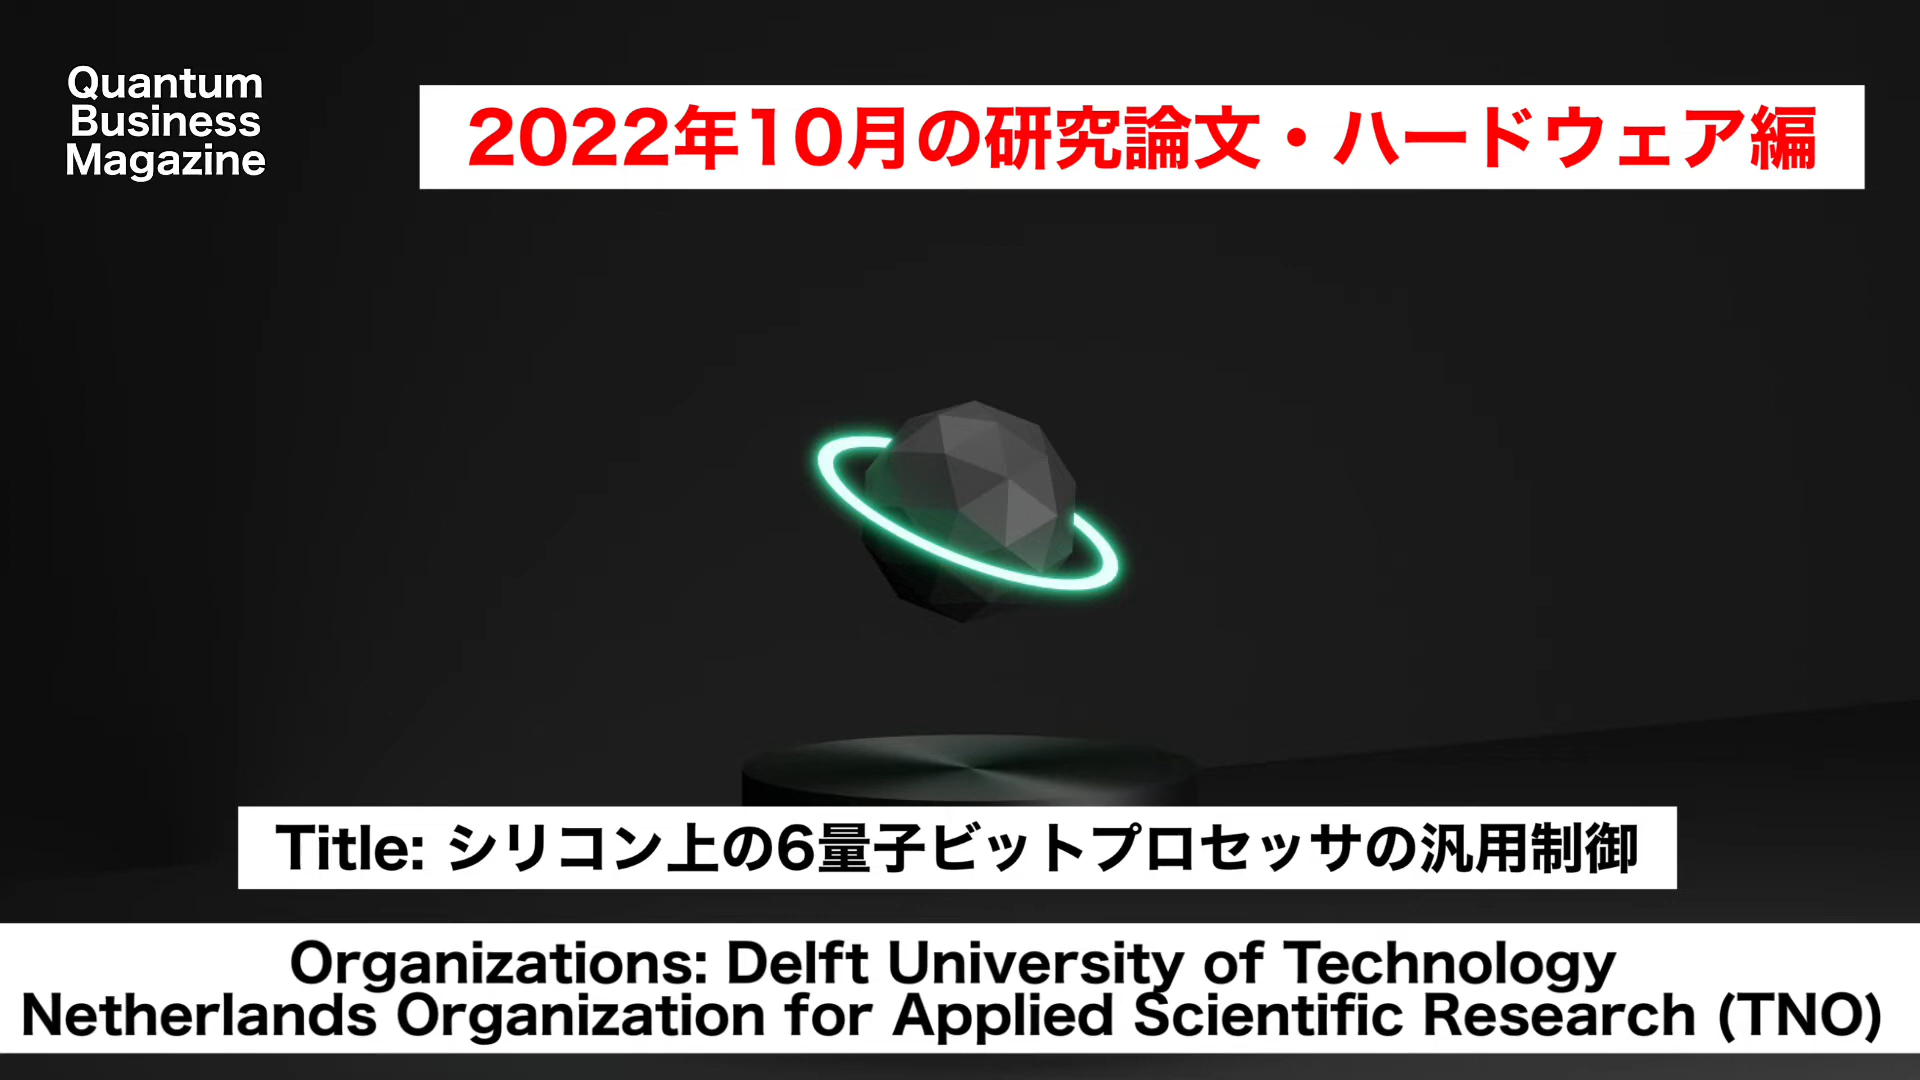 Quantum
Business
Magazine
2022年10月の研究論文・ハードウェア編
Title: シリコン上の6量子ビットプロセッサの汎用制御
Organizations: Delft University of Technology
Netherlands Organization for Applied Scientific Research (TNO)